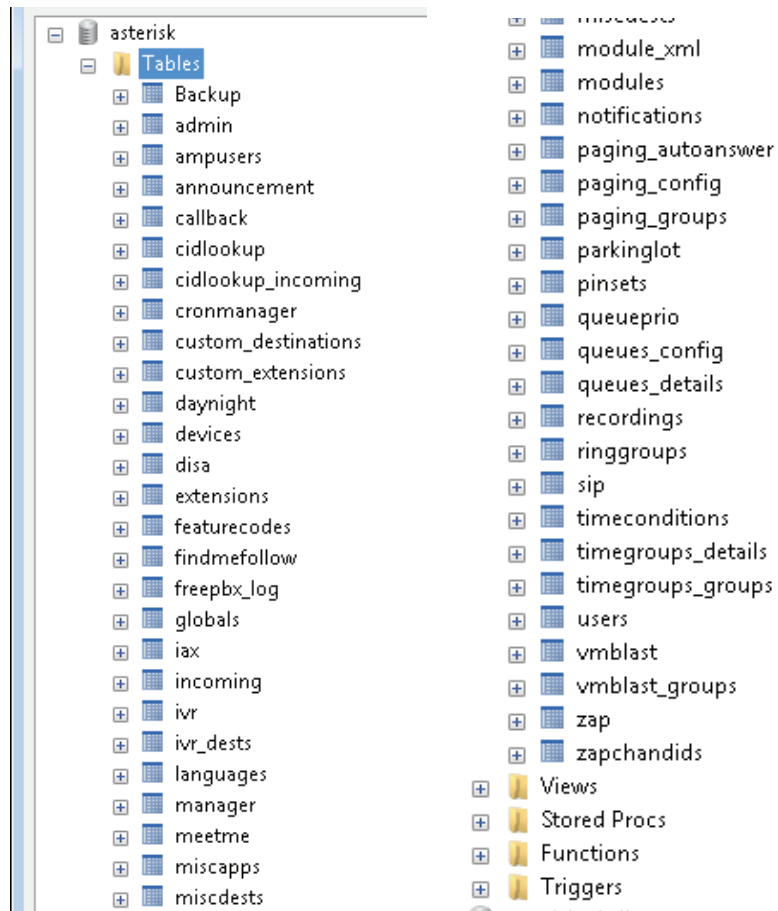 asterisk
Tables
Backup
admin
ampusers
announcement
callback
cidlookup
cidlookup_incoming
cronmanager
custom_destinations
custom_extensions
daynight
devices
disa
extensions
featurecodes
findmefollow
freepbx_log
globals
iax
incoming
ivr
ivr_dests
languages
manager
meetme
miscapps
miscdests
miscdests
module_xml
modules
notifications
paging_autoanswer
paging_config
paging_groups
parkinglot
pinsets
queueprio
queues_config
queues_details
recordings
ringgroups
sip
timeconditions
timegroups_details
timegroups_groups
users
vmblast
vmblast_groups
zap
zapchandids
Views
Stored Procs
Functions
Triggers